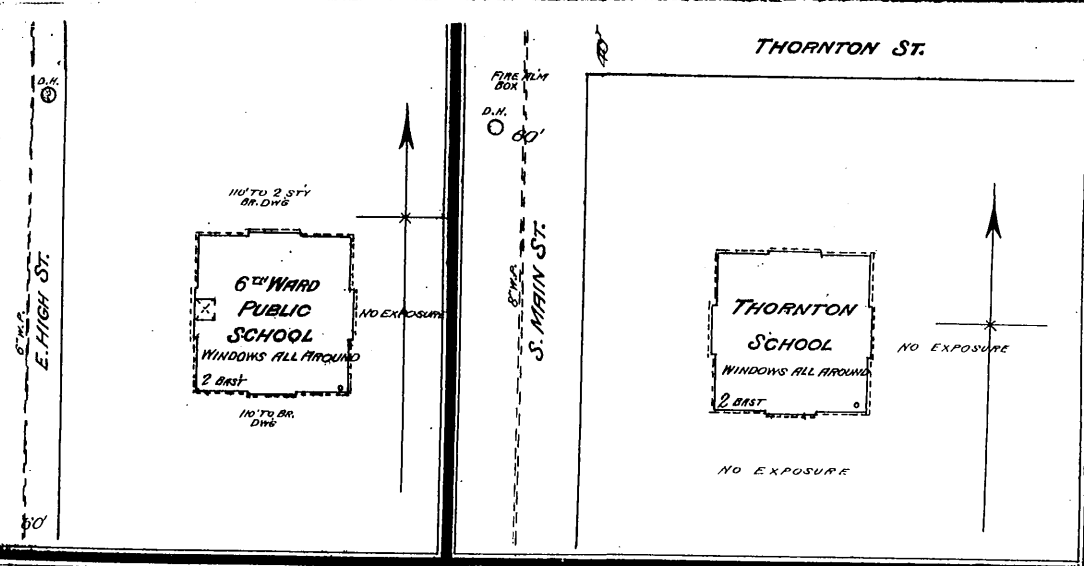 D.H.
110' TO 2 STY
BR. DWG
6TH WARD
PUBLIC
SCHOOL
WINDOWS ALL AROUND
2 BAST
NO EXPOSURE
110' TO BR.
DWG
6" W.P.
E. HIGH ST.
60'
THORNTON ST.
FIRE ALM
BOX
D.H.
60'
8" W.P.
S. MAIN ST.
THORNTON
SCHOOL
WINDOWS ALL AROUND
2 BAST
NO EXPOSURE
NO EXPOSURE